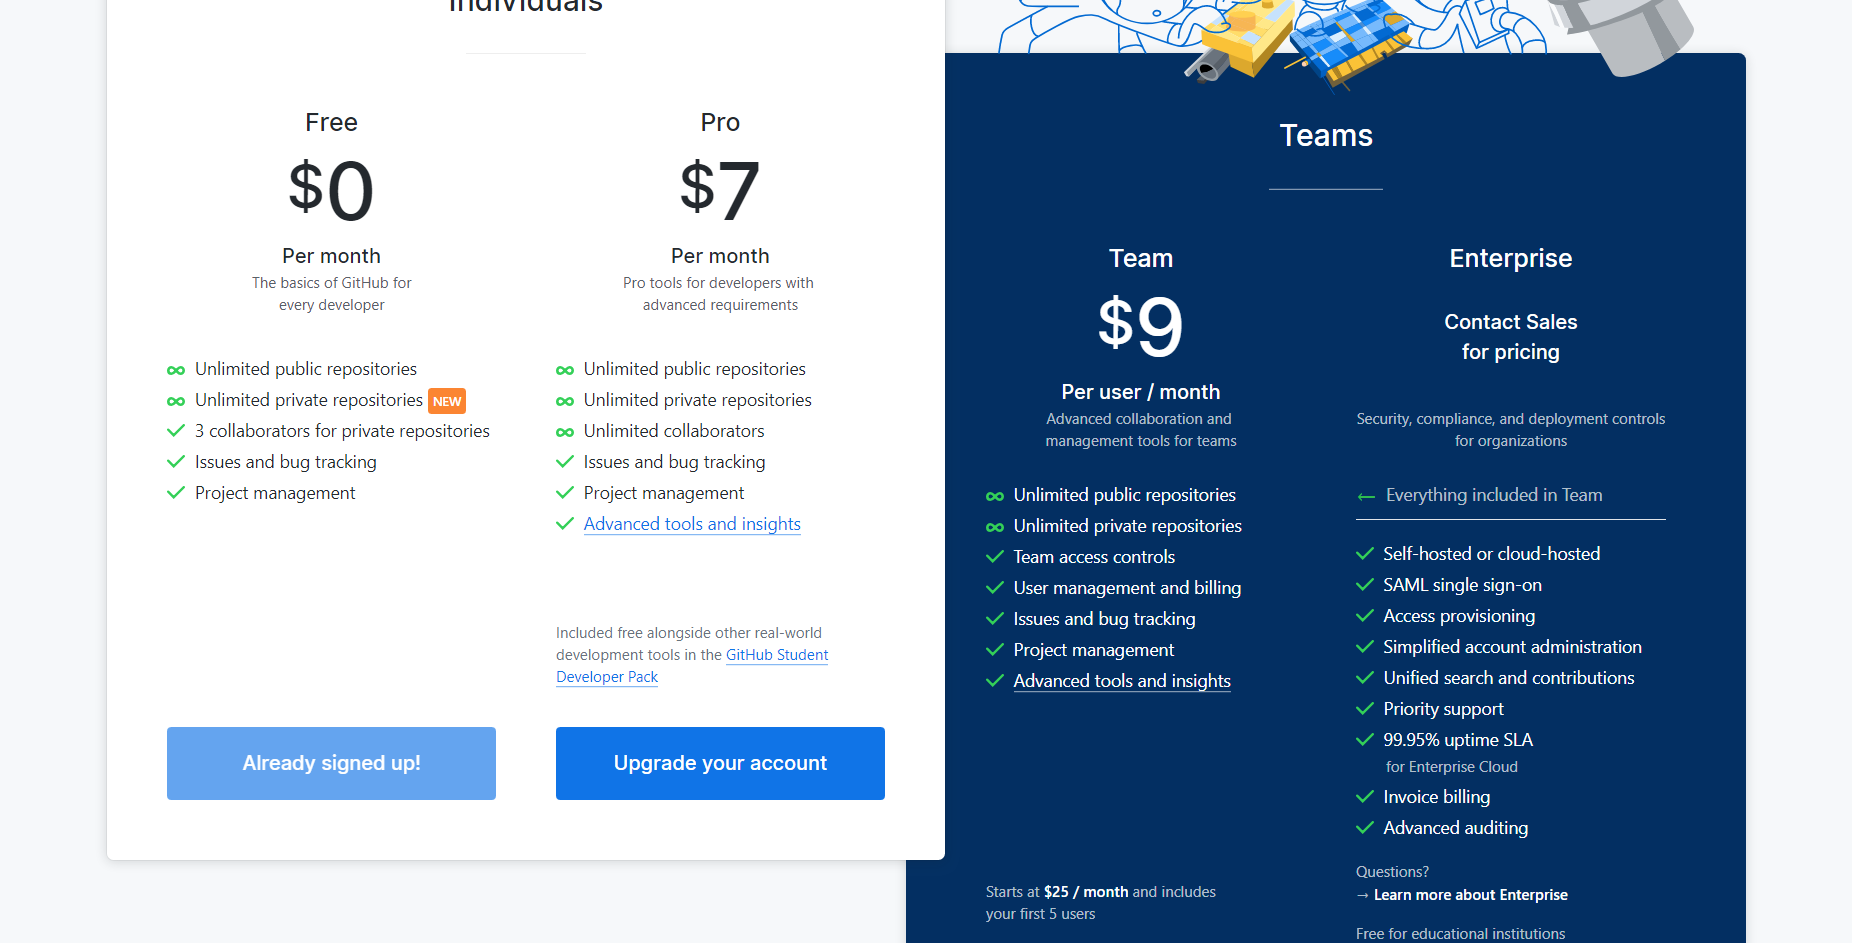 Individuals
Free
$0
Per month
The basics of GitHub for
every developer
∞ Unlimited public repositories
∞ Unlimited private repositories NEW
✓ 3 collaborators for private repositories
✓ Issues and bug tracking
✓ Project management
Already signed up!
Pro
$7
Per month
Pro tools for developers with
advanced requirements
∞ Unlimited public repositories
∞ Unlimited private repositories
∞ Unlimited collaborators
✓ Issues and bug tracking
✓ Project management
✓ Advanced tools and insights
Included free alongside other real-world
development tools in the GitHub Student
Developer Pack
Upgrade your account
Teams
Team
$9
Per user / month
Advanced collaboration and
management tools for teams
∞ Unlimited public repositories
∞ Unlimited private repositories
✓ Team access controls
✓ User management and billing
✓ Issues and bug tracking
✓ Project management
✓ Advanced tools and insights
Starts at $25 / month and includes
your first 5 users
Enterprise
Contact Sales
for pricing
Security, compliance, and deployment controls
for organizations
← Everything included in Team
✓ Self-hosted or cloud-hosted
✓ SAML single sign-on
✓ Access provisioning
✓ Simplified account administration
✓ Unified search and contributions
✓ Priority support
✓ 99.95% uptime SLA
for Enterprise Cloud
✓ Invoice billing
✓ Advanced auditing
Questions?
→ Learn more about Enterprise
Free for educational institutions